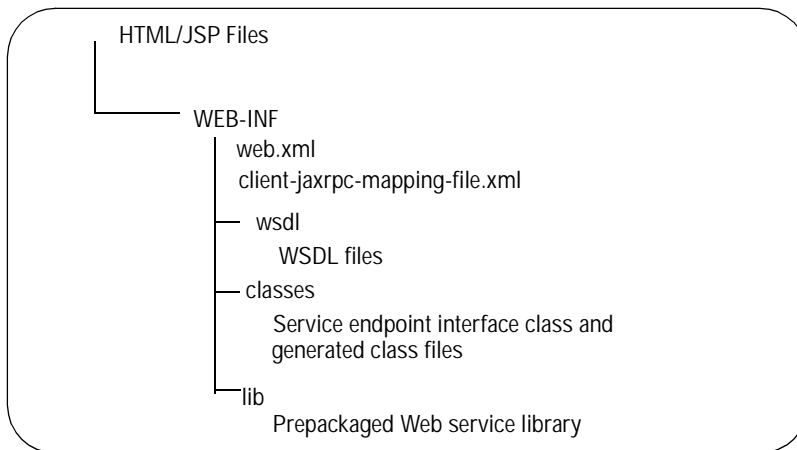 HTML/JSP Files
WEB-INF
web.xml
client-jaxrpc-mapping-file.xml
wsdl
WSDL files
classes
Service endpoint interface class and
generated class files
lib
Prepackaged Web service library